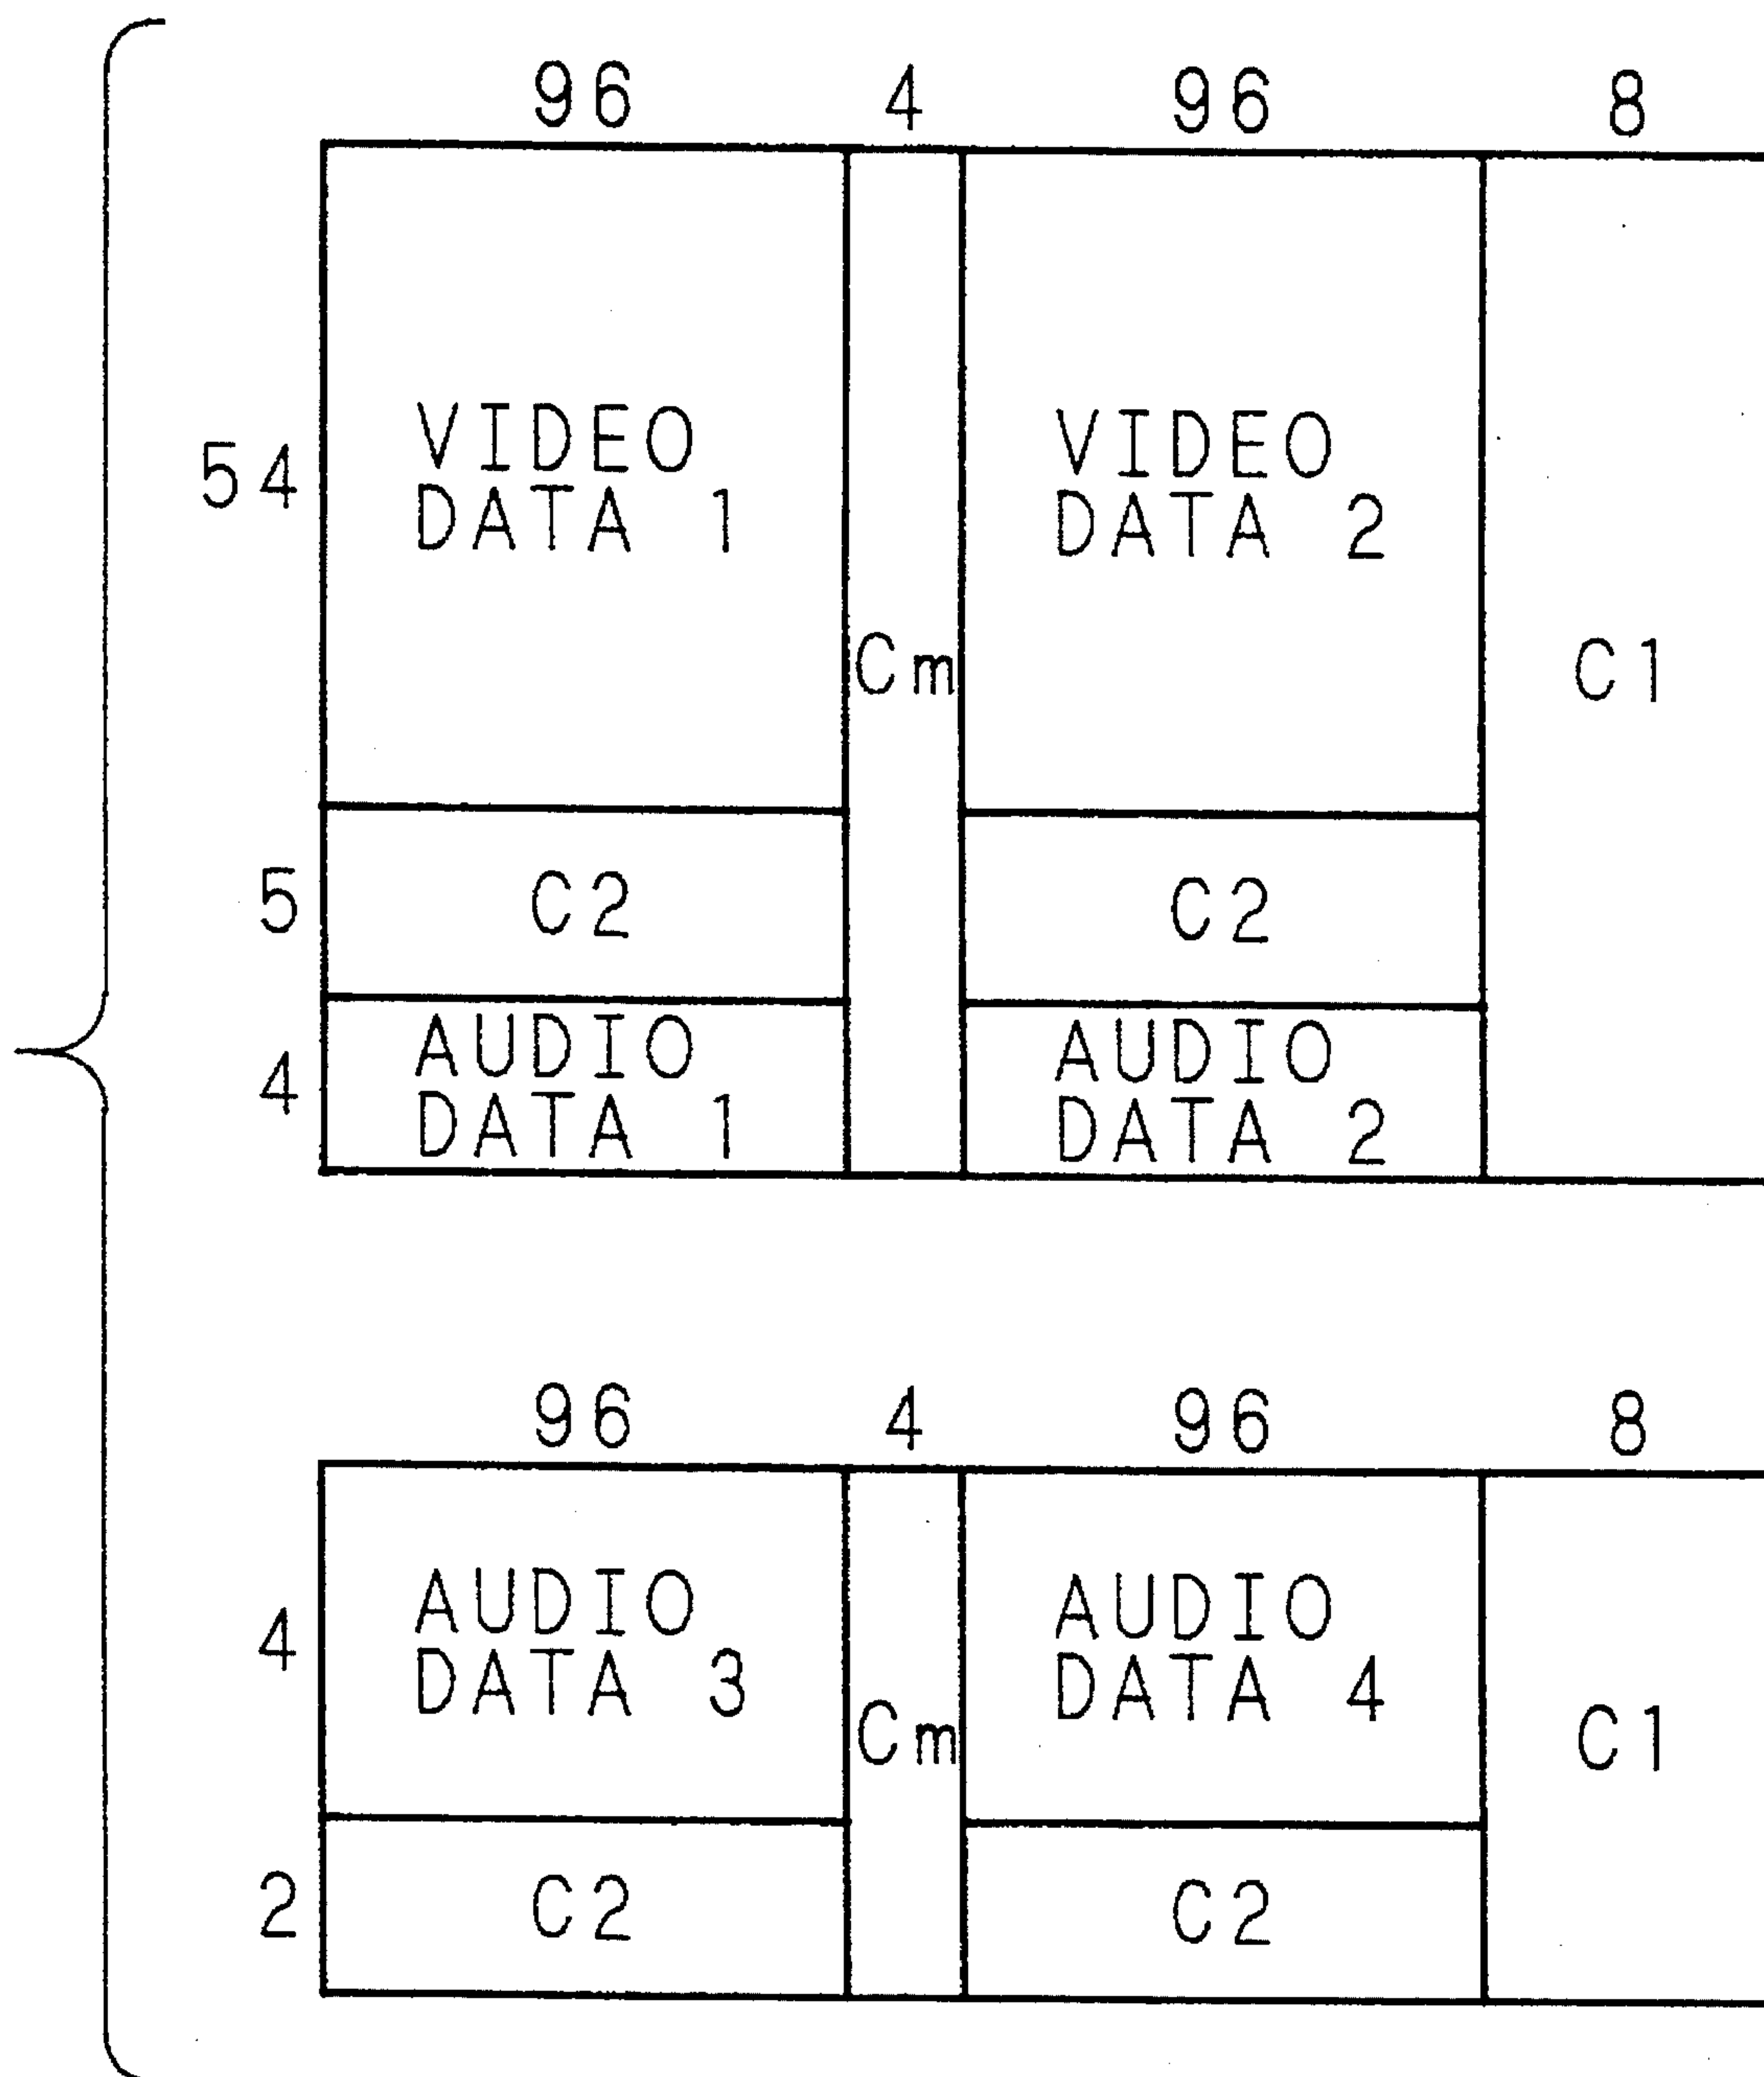 96 4 96 8
54
VIDEO
DATA 1
VIDEO
DATA 2
Cm
C1
5
C2
C2
4
AUDIO
DATA 1
AUDIO
DATA 2
96 4 96 8
4
AUDIO
DATA 3
AUDIO
DATA 4
Cm
C1
2
C2
C2